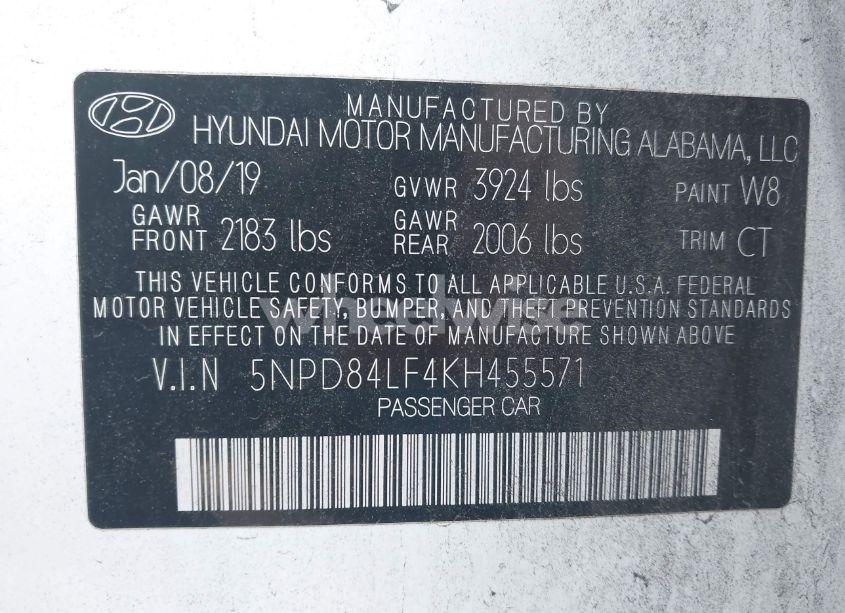 MANUFACTURED BY
HYUNDAI MOTOR MANUFACTURING ALABAMA, LLC
Jan/08/19 GVWR 3924 lbs PAINT W8
GAWR FRONT 2183 lbs GAWR REAR 2006 lbs TRIM CT
THIS VEHICLE CONFORMS TO ALL APPLICABLE U.S.A. FEDERAL
MOTOR VEHICLE SAFETY, BUMPER, AND THEFT PREVENTION STANDARDS
IN EFFECT ON THE DATE OF MANUFACTURE SHOWN ABOVE
V.I.N 5NPD84LF4KH455571
PASSENGER CAR
wheelwise